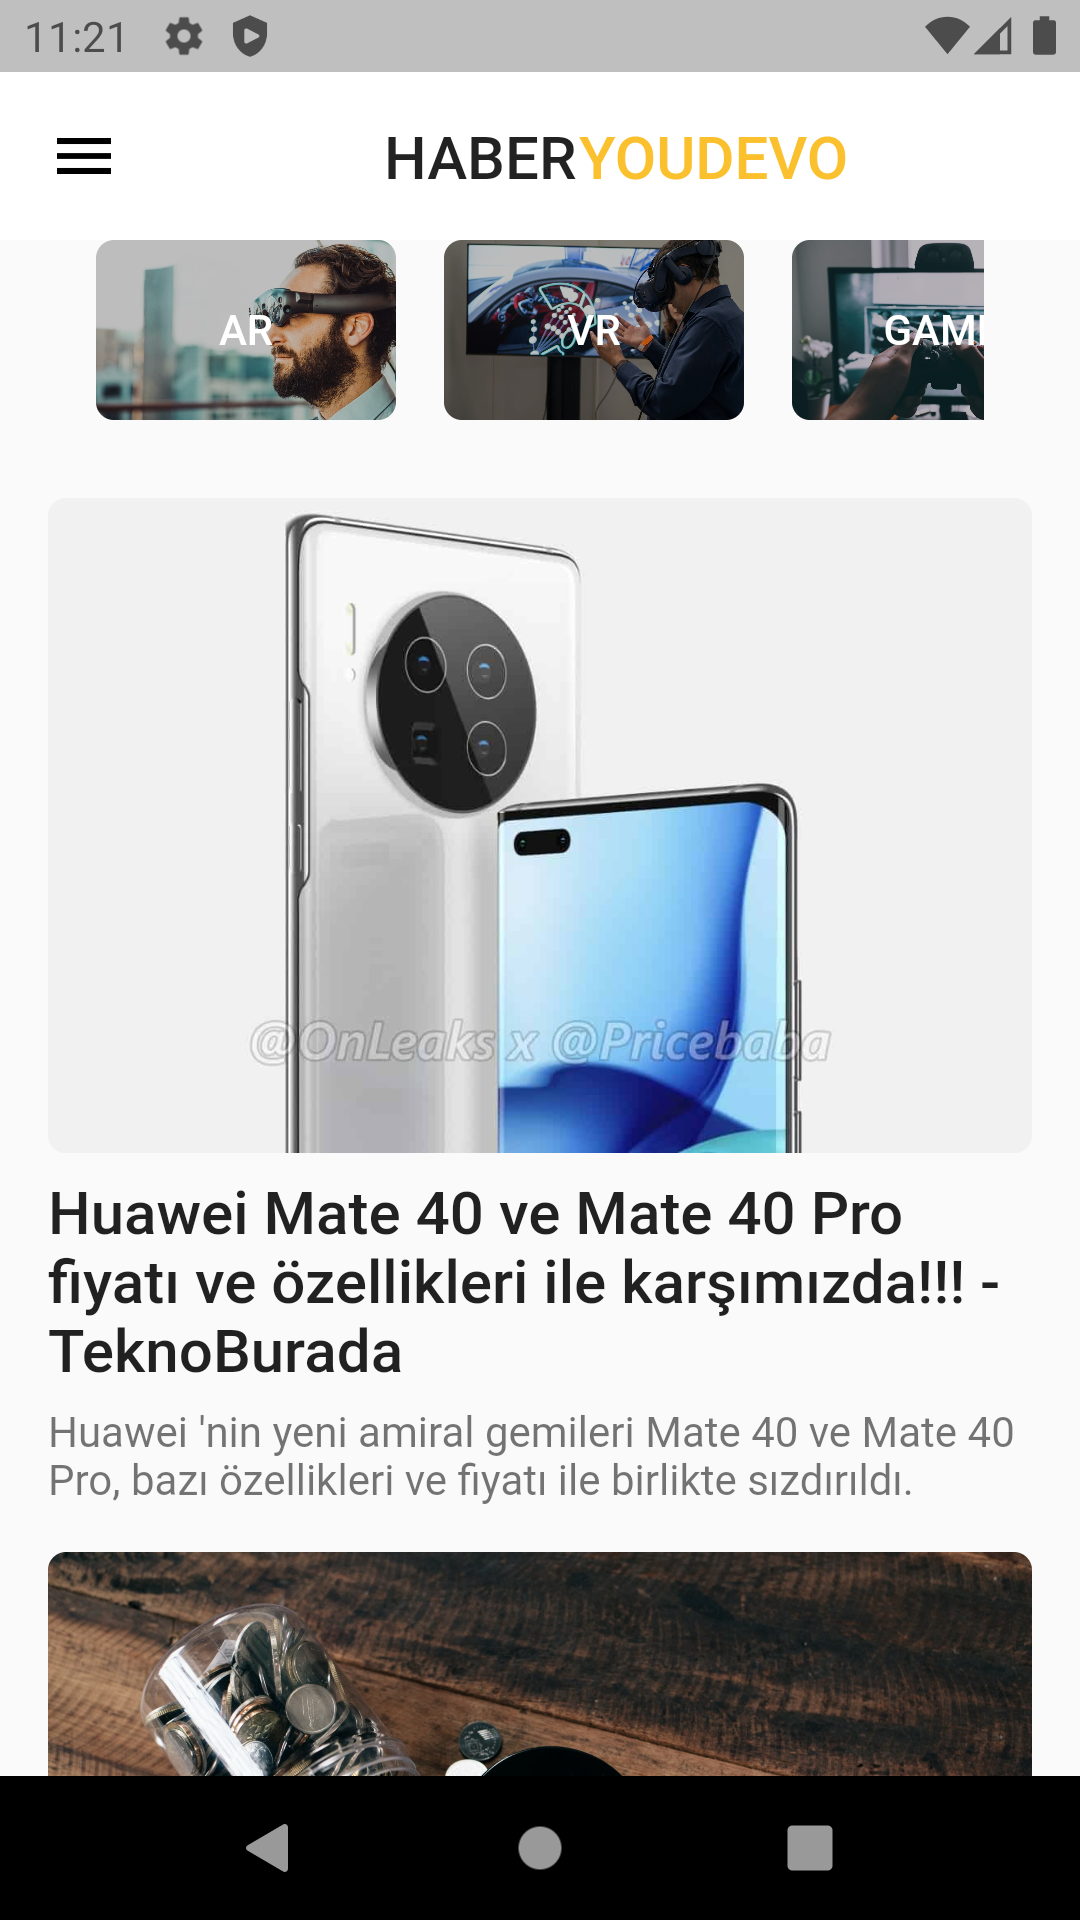 11:21
HABERYOUDEVO
AR
VR
GAM
@OnLeaks x @Pricebaba
Huawei Mate 40 ve Mate 40 Pro
fiyatı ve özellikleri ile karşımızda!!! -
TeknoBurada
Huawei 'nin yeni amiral gemileri Mate 40 ve Mate 40
Pro, bazı özellikleri ve fiyatı ile birlikte sızdırıldı.